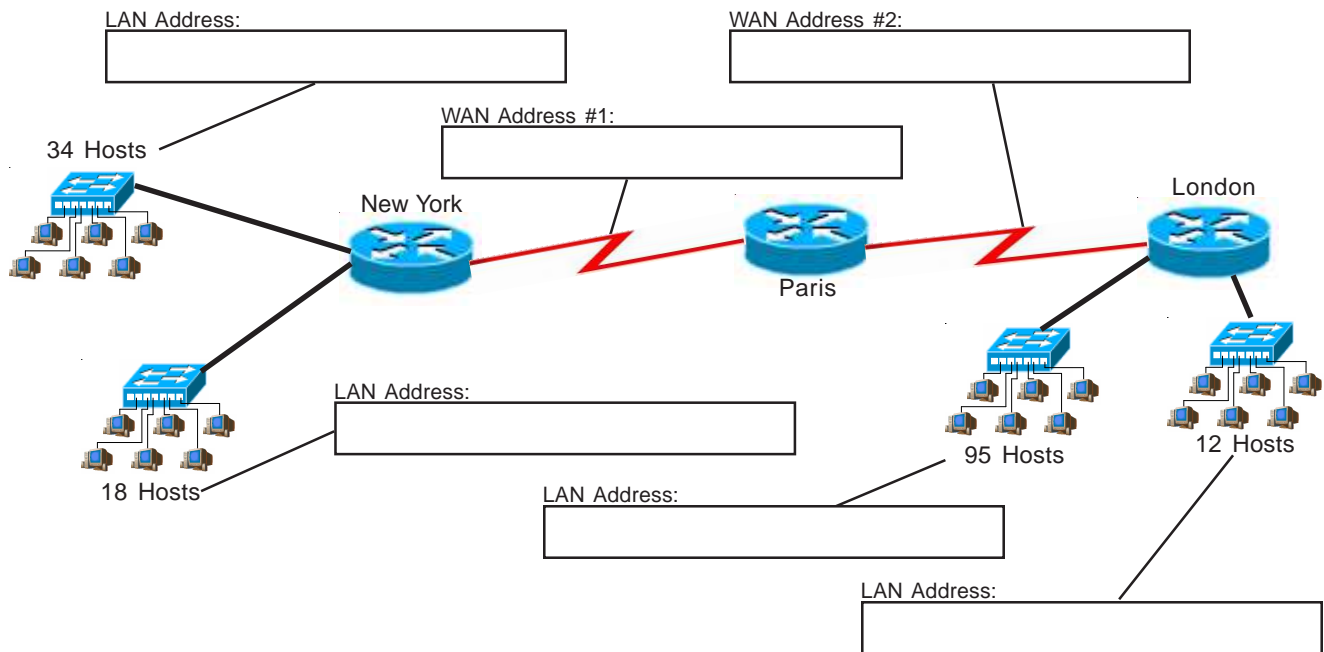 LAN Address:
WAN Address #2:
WAN Address #1:
34 Hosts
London
New York
Paris
LAN Address:
95 Hosts
12 Hosts
18 Hosts
LAN Address:
LAN Address: